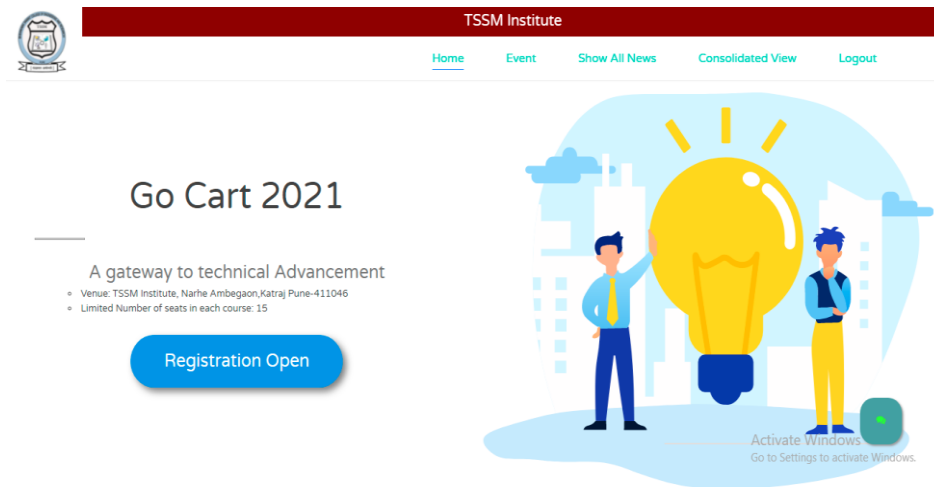 TSSM Institute
Home Event Show All News Consolidated View Logout
Go Cart 2021
A gateway to technical Advancement
Venue: TSSM Institute, Narhe Ambegaon,Katraj Pune-411046
Limited Number of seats in each course: 15
Registration Open
Activate Windows
Go to Settings to activate Windows.